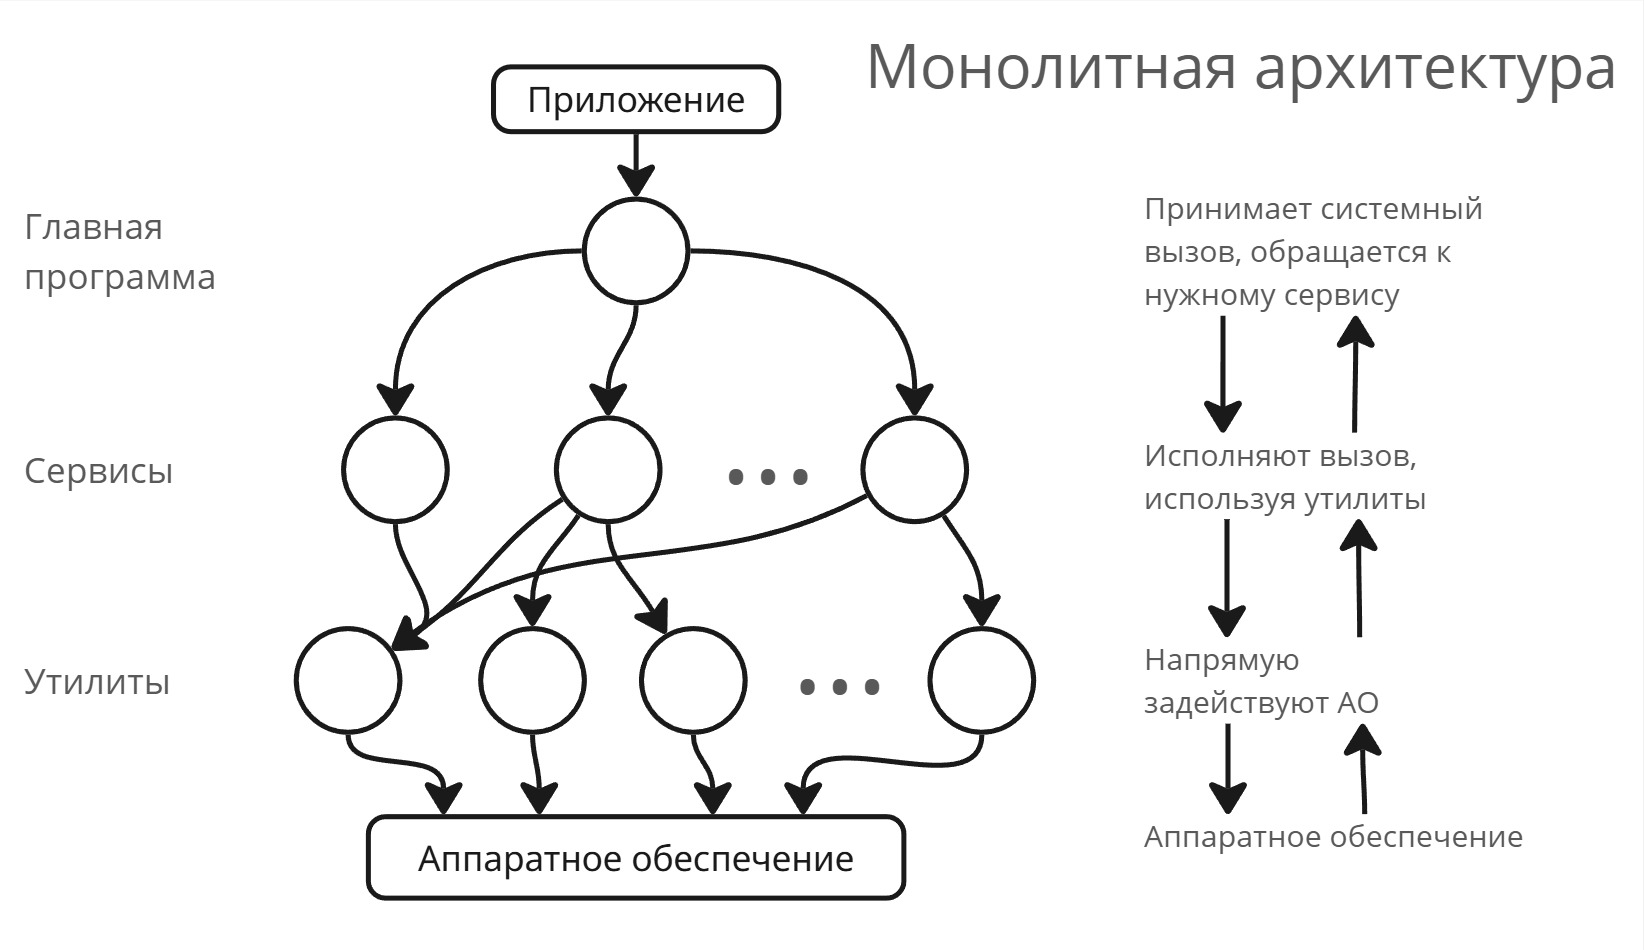 Монолитная архитектура
Приложение
Главная
программа
Принимает системный
вызов, обращается к
нужному сервису
Сервисы
Исполняют вызов,
используя утилиты
Утилиты
Напрямую
задействуют АО
Аппаратное обеспечение
Аппаратное обеспечение